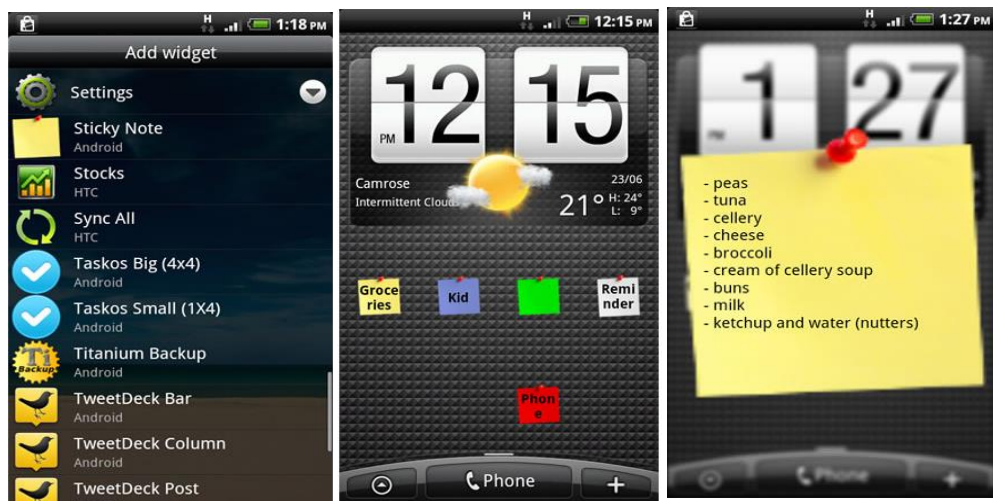 H 1:18 PM
Add widget
Settings
Sticky Note
Android
Stocks
HTC
Sync All
HTC
Taskos Big (4x4)
Android
Taskos Small (1X4)
Android
Ti
Backup
Titanium Backup
Android
TweetDeck Bar
Android
TweetDeck Column
Android
TweetDeck Post
H 12:15 PM
PM 12 15
Camrose 23/06
Intermittent Clouds 21° H: 24°
L: 9°
Groce
ries
Kid
Remi
nder
Phon
e
Phone
H 1:27 PM
PM 1 27
- peas
- tuna
- cellery
- cheese
- broccoli
- cream of cellery soup
- buns
- milk
- ketchup and water (nutters)
Phone